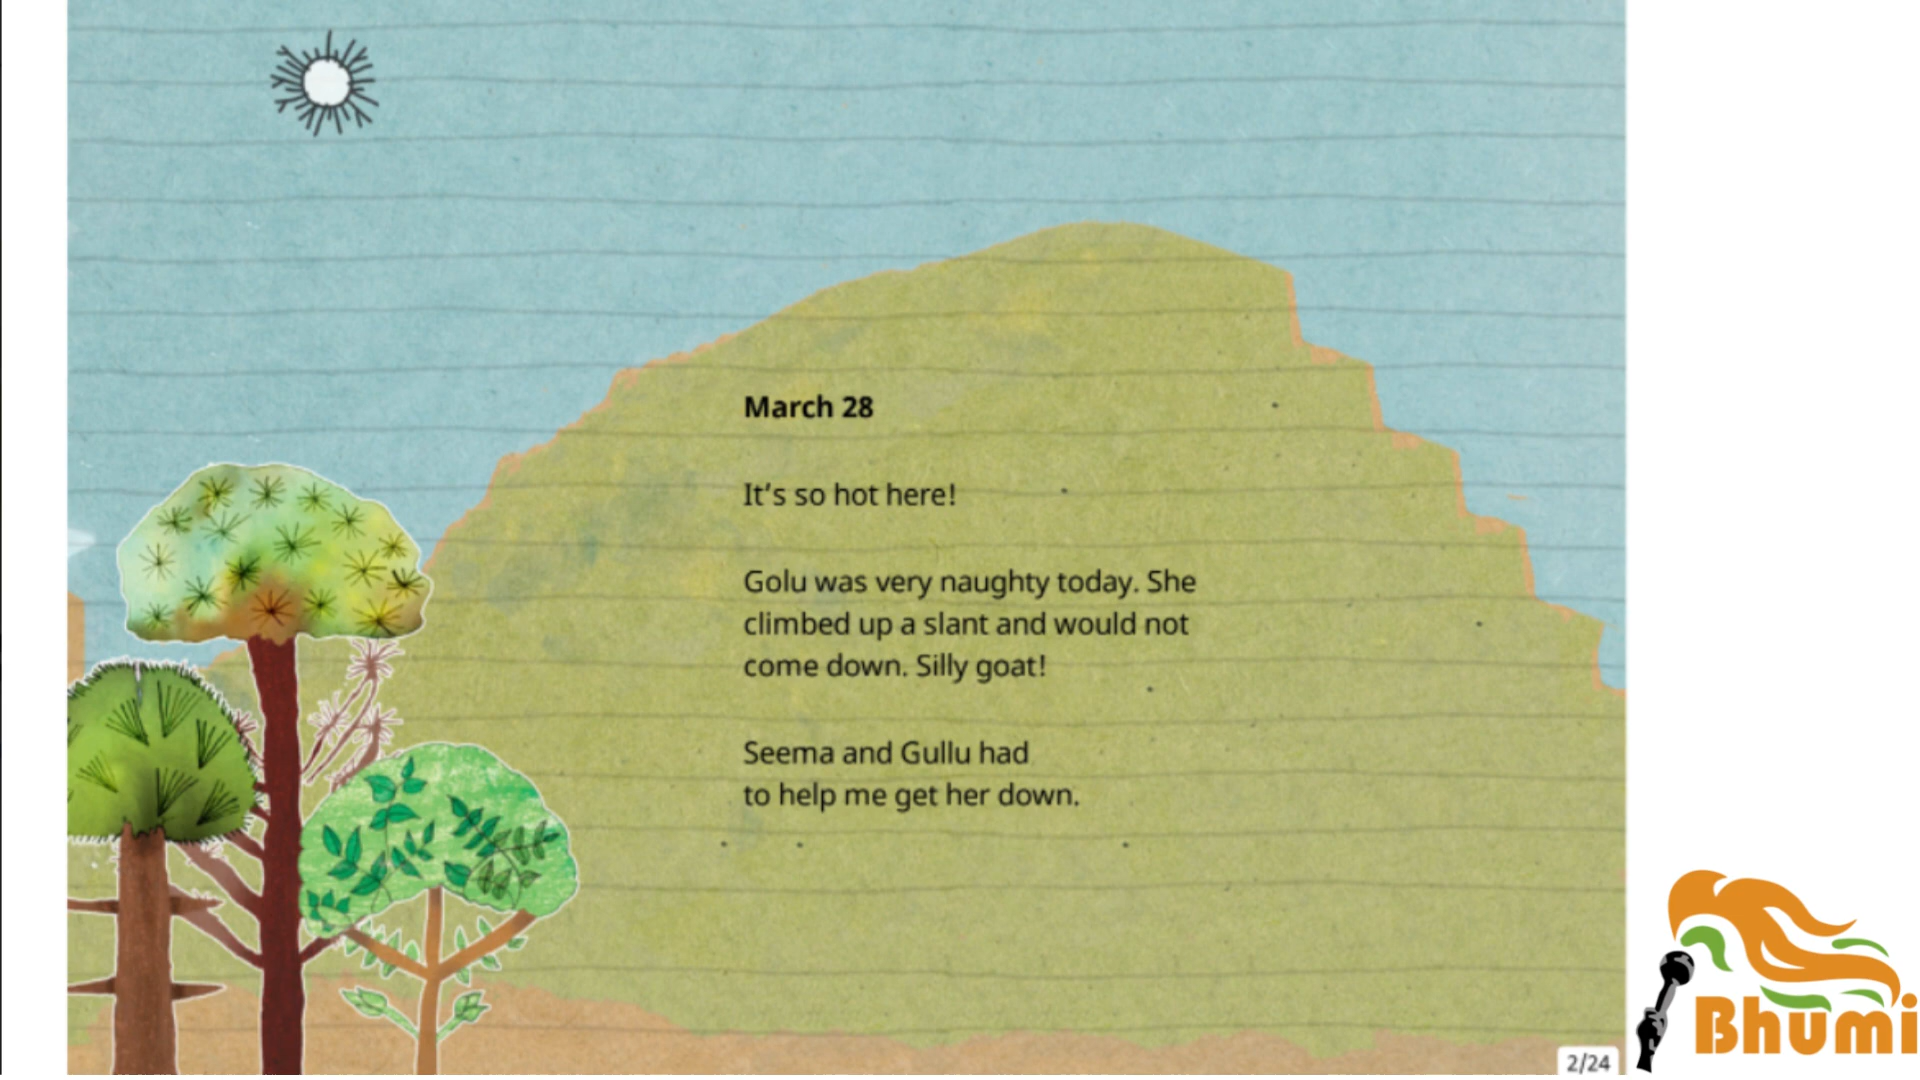 March 28
It’s so hot here!
Golu was very naughty today. She
climbed up a slant and would not
come down. Silly goat!
Seema and Gullu had
to help me get her down.
2/24
Bhumi